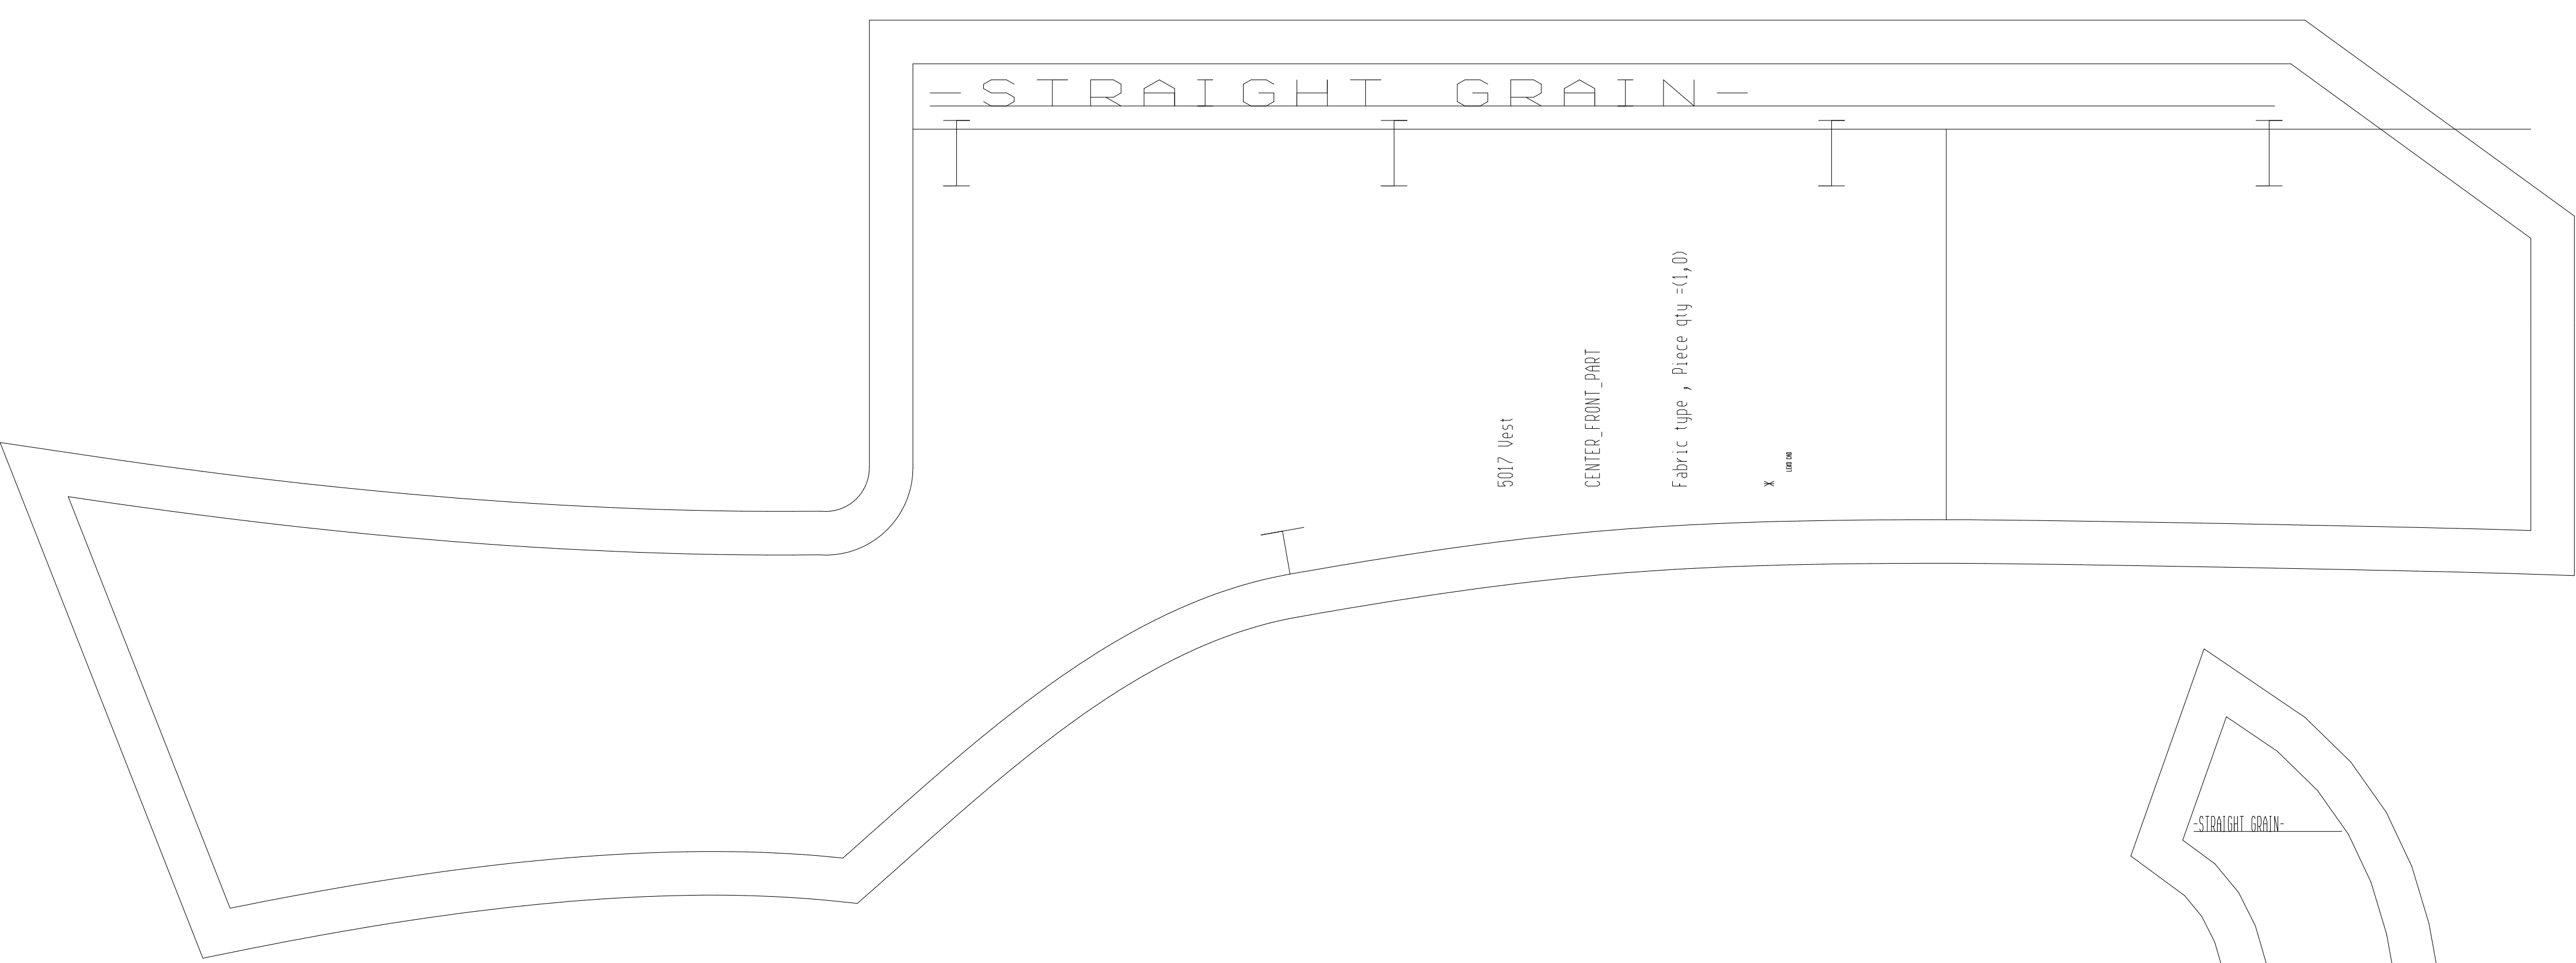 -STRAIGHT GRAIN-
5017 Vest
CENTER_FRONT_PART
Fabric type , Piece qty =(1,0)
X
-STRAIGHT GRAIN-